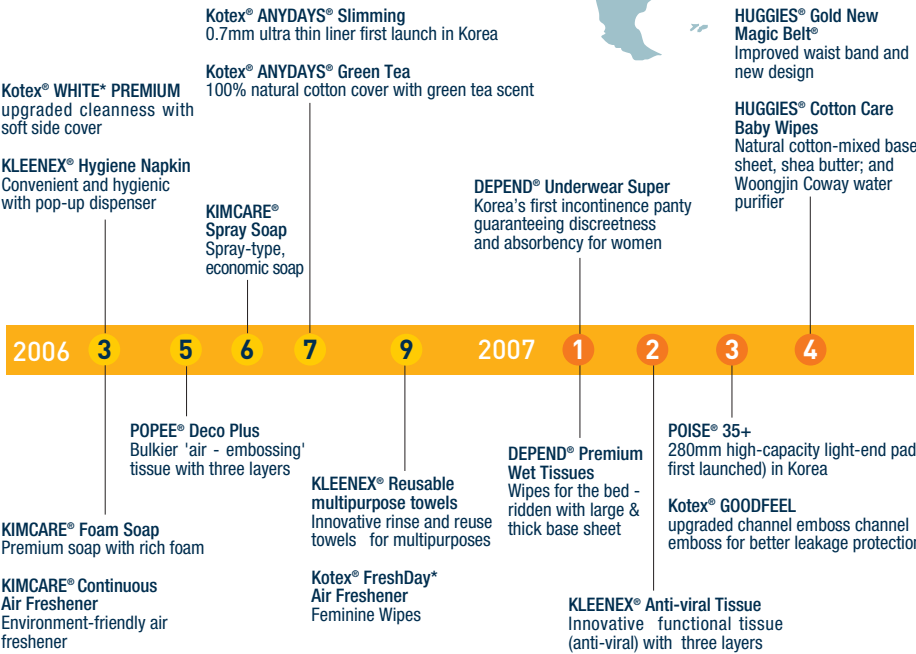 Kotex® ANYDAYS® Slimming
0.7mm ultra thin liner first launch in Korea
Kotex® ANYDAYS® Green Tea
100% natural cotton cover with green tea scent
HUGGIES® Gold New
Magic Belt®
Improved waist band and
new design
HUGGIES® Cotton Care
Baby Wipes
Natural cotton-mixed base
sheet, shea butter; and
Woongjin Coway water
purifier
Kotex® WHITE* PREMIUM
upgraded cleanness with
soft side cover
KLEENEX® Hygiene Napkin
Convenient and hygienic
with pop-up dispenser
KIMCARE®
Spray Soap
Spray-type,
economic soap
DEPEND® Underwear Super
Korea's first incontinence panty
guaranteeing discreetness
and absorbency for women
2006 3 5 6 7 9 2007 1 2 3 4
POPEE® Deco Plus
Bulkier 'air - embossing'
tissue with three layers
KIMCARE® Foam Soap
Premium soap with rich foam
KIMCARE® Continuous
Air Freshener
Environment-friendly air
freshener
KLEENEX® Reusable
multipurpose towels
Innovative rinse and reuse
towels for multipurposes
Kotex® FreshDay*
Air Freshener
Feminine Wipes
DEPEND® Premium
Wet Tissues
Wipes for the bed -
ridden with large &
thick base sheet
KLEENEX® Anti-viral Tissue
Innovative functional tissue
(anti-viral) with three layers
POISE® 35+
280mm high-capacity light-end pad
first launched) in Korea
Kotex® GOODFEEL
upgraded channel emboss channel
emboss for better leakage protection